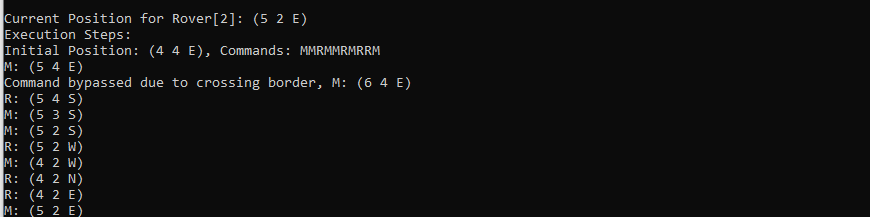 Current Position for Rover[2]: (5 2 E)
Execution Steps:
Initial Position: (4 4 E), Commands: MMRMMRMRRM
M: (5 4 E)
Command bypassed due to crossing border, M: (6 4 E)
R: (5 4 S)
M: (5 3 S)
M: (5 2 S)
R: (5 2 W)
M: (4 2 W)
R: (4 2 N)
R: (4 2 E)
M: (5 2 E)